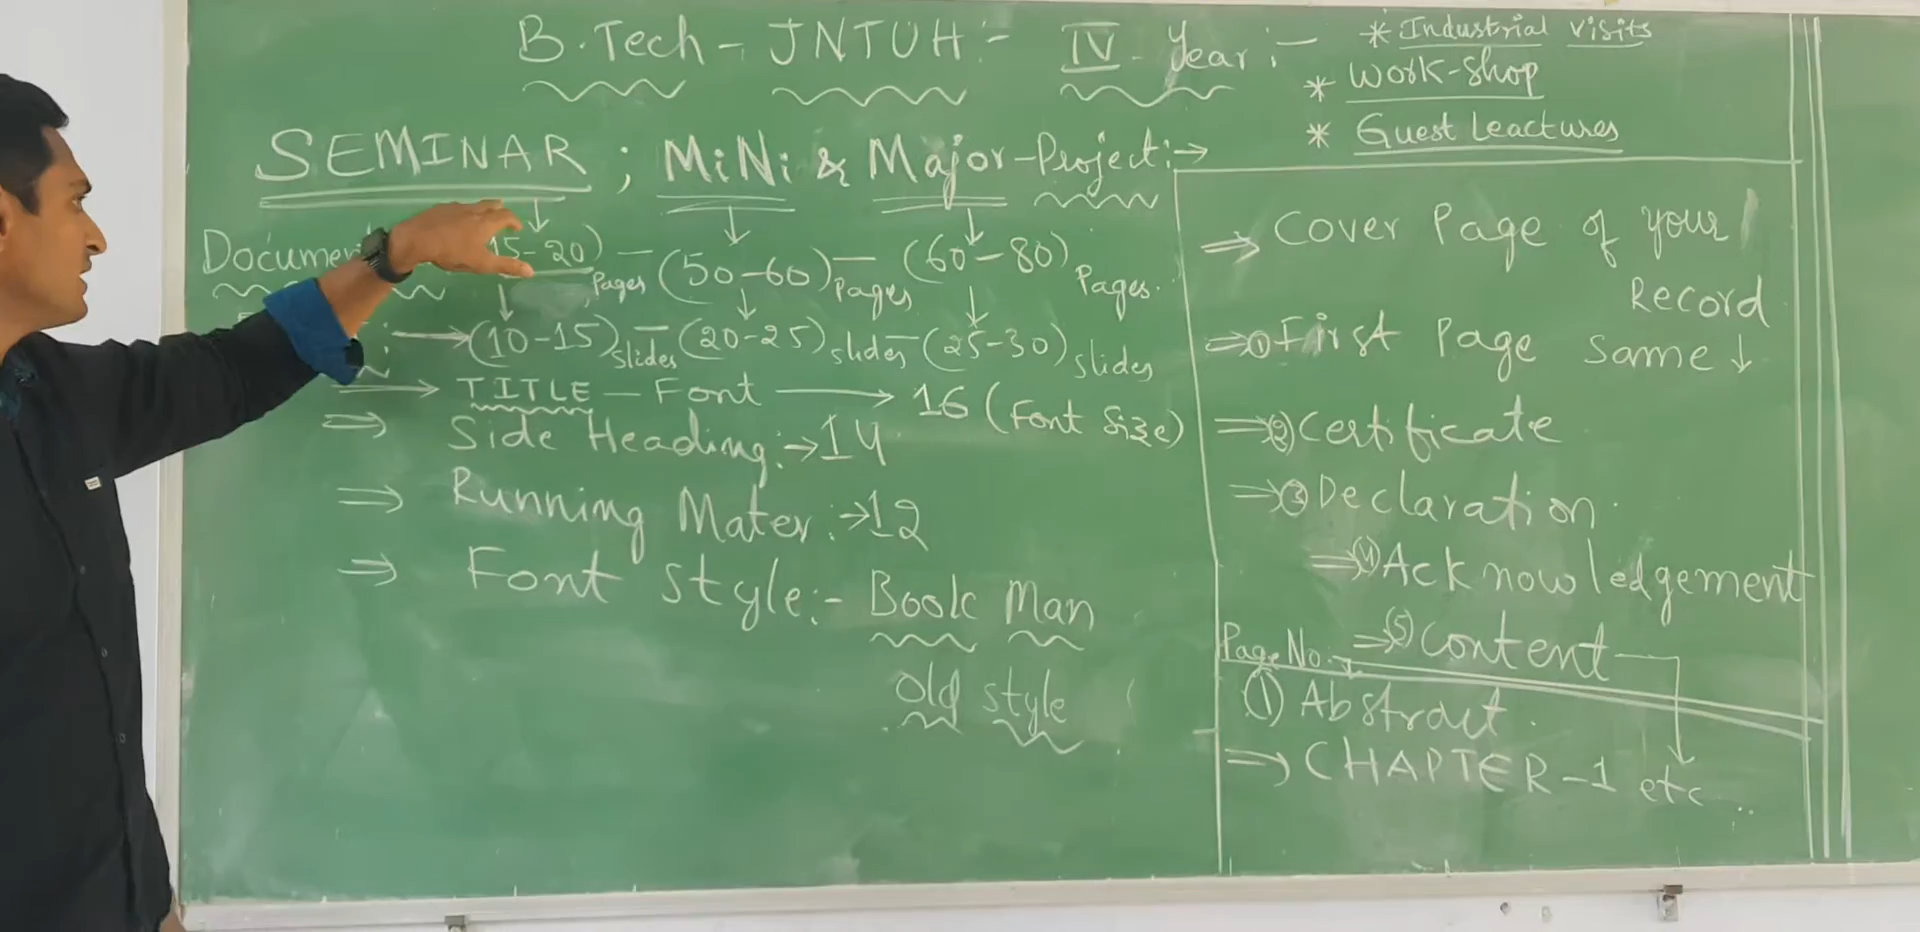 B.Tech - JNTUH:- IV - Year:-
* Industrial visits
* Work-Shop
* Guest Leactures
SEMINAR ; MiNi & Major-Project:→
Documen 15-20) Pages - (50-60) Pages - (60-80) Pages.
→ (10-15) slides - (20-25) slides - (25-30) slides
→ TITLE - Font → 16 (Font Size)
⇒ Side Heading:→14
⇒ Running Mater:→12
⇒ Font style:- Book Man
Old style
⇒ Cover Page of your
Record
⇒① First Page Same ↓
⇒② Certificate
⇒③ Declaration.
⇒④ Acknowledgement
Page No:- ⇒⑤ Content
① Abstract.
⇒ CHAPTER-1 etc..